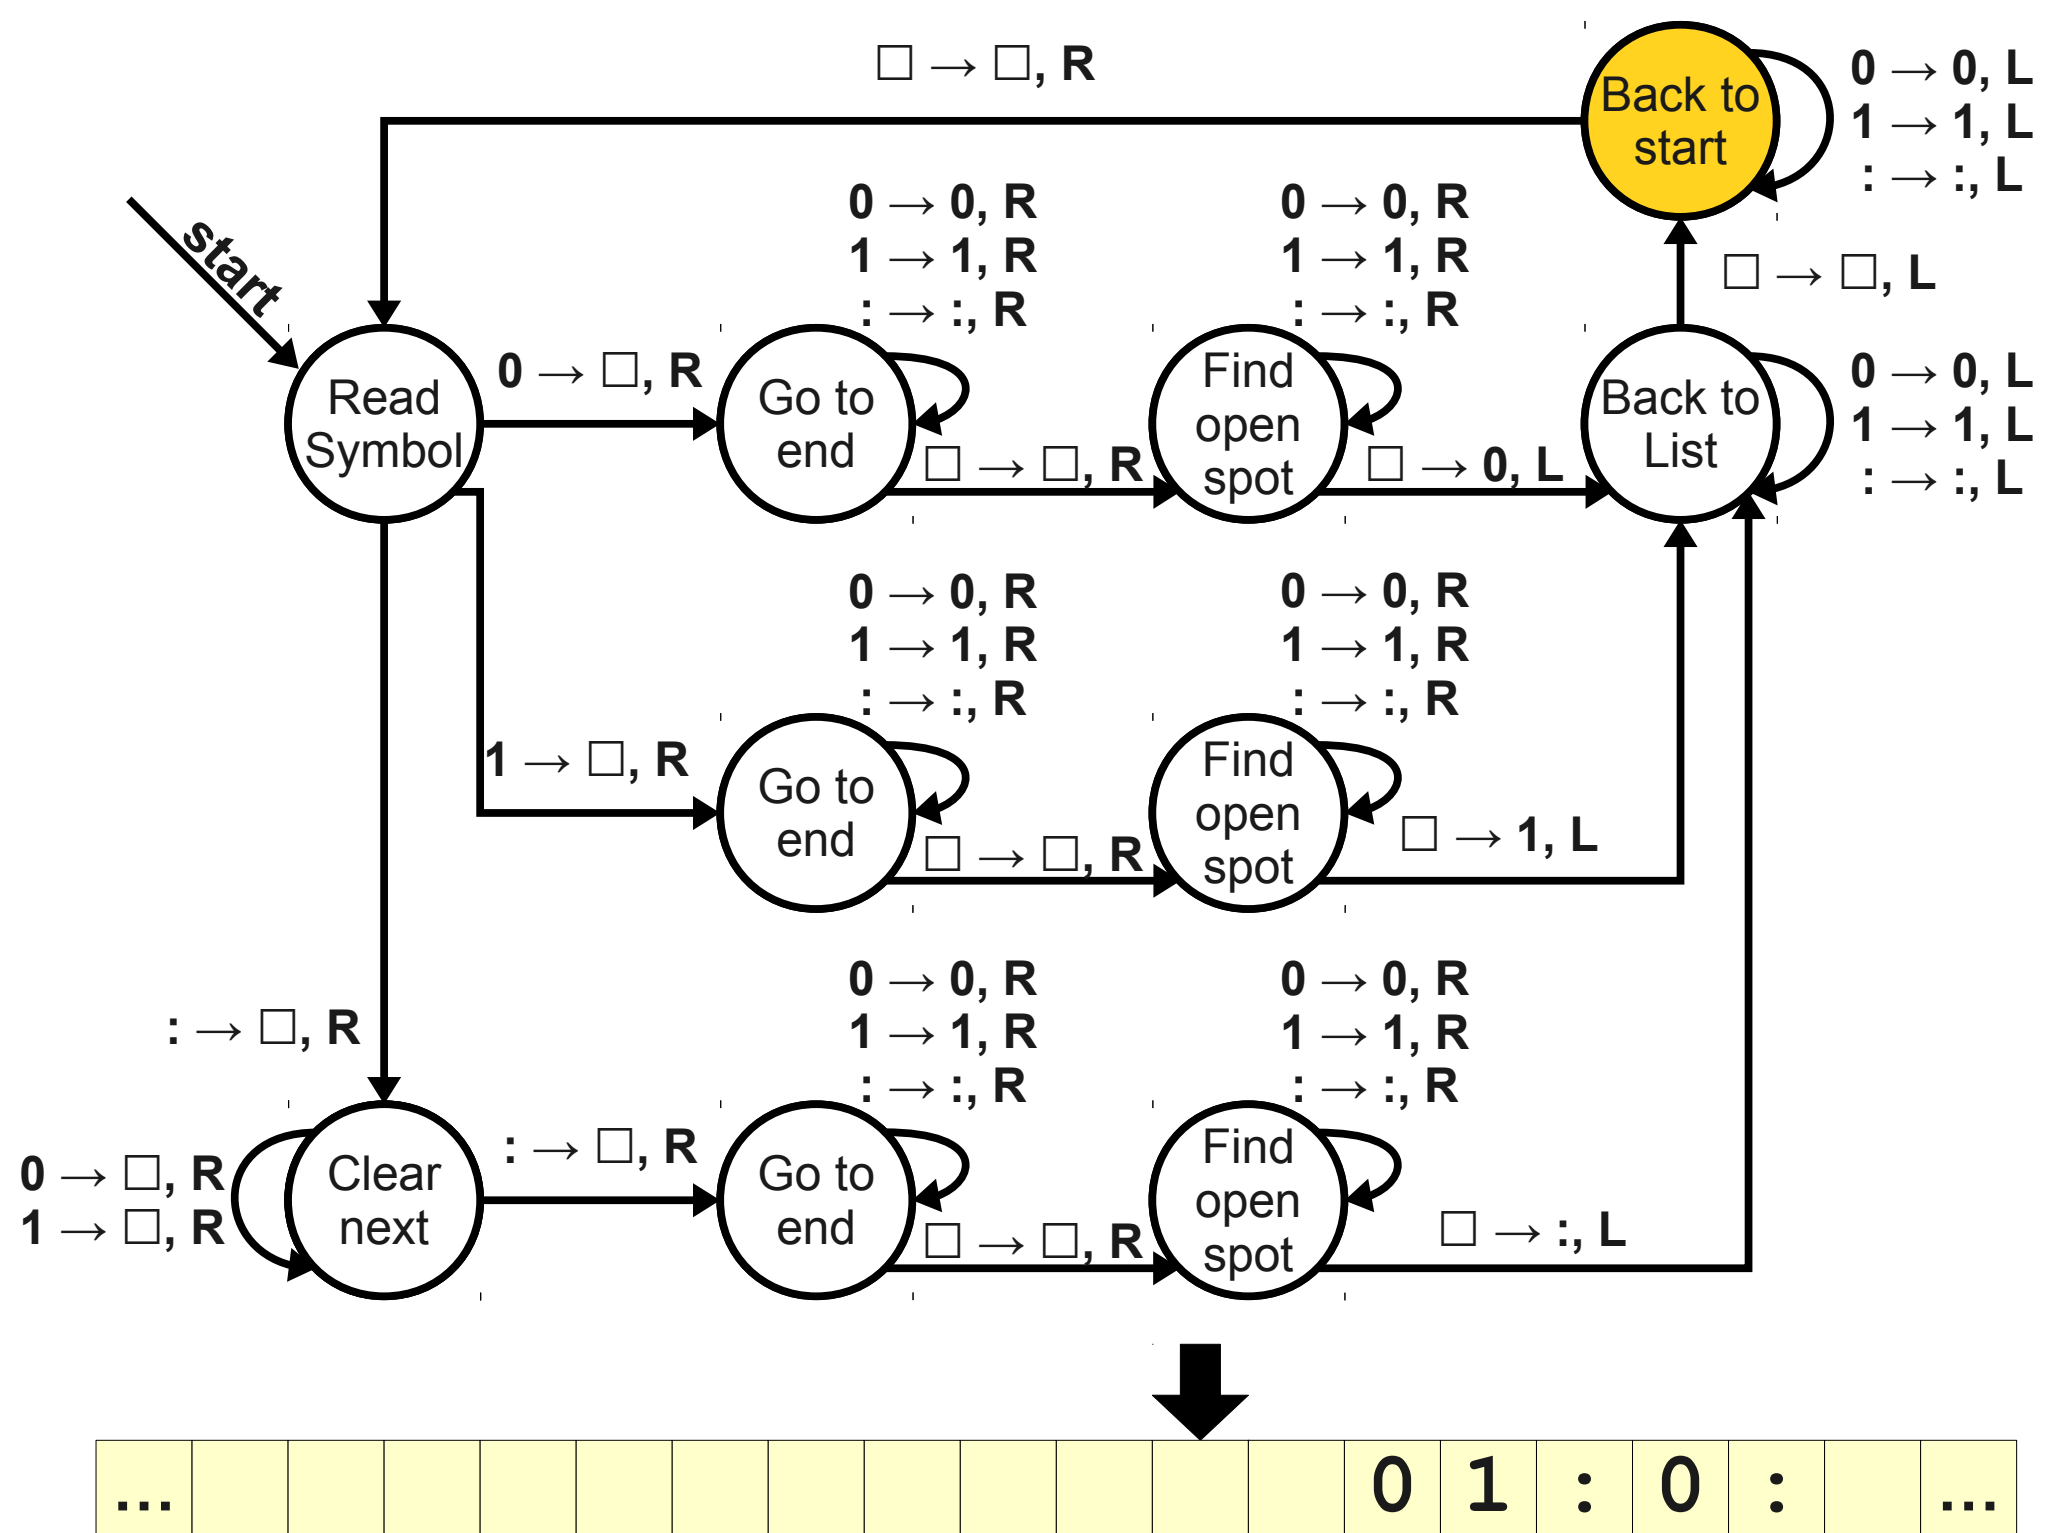 □ → □, R
Back to
start
0 → 0, L
1 → 1, L
: → :, L
start
0 → 0, R
1 → 1, R
: → :, R
0 → 0, R
1 → 1, R
: → :, R
□ → □, L
Read
Symbol
0 → □, R
Go to
end
□ → □, R
Find
open
spot
□ → 0, L
Back to
List
0 → 0, L
1 → 1, L
: → :, L
0 → 0, R
1 → 1, R
: → :, R
0 → 0, R
1 → 1, R
: → :, R
1 → □, R
Go to
end
□ → □, R
Find
open
spot
□ → 1, L
0 → 0, R
1 → 1, R
: → :, R
0 → 0, R
1 → 1, R
: → :, R
: → □, R
0 → □, R
1 → □, R
Clear
next
: → □, R
Go to
end
□ → □, R
Find
open
spot
□ → :, L
... 0 1 : 0 : ...